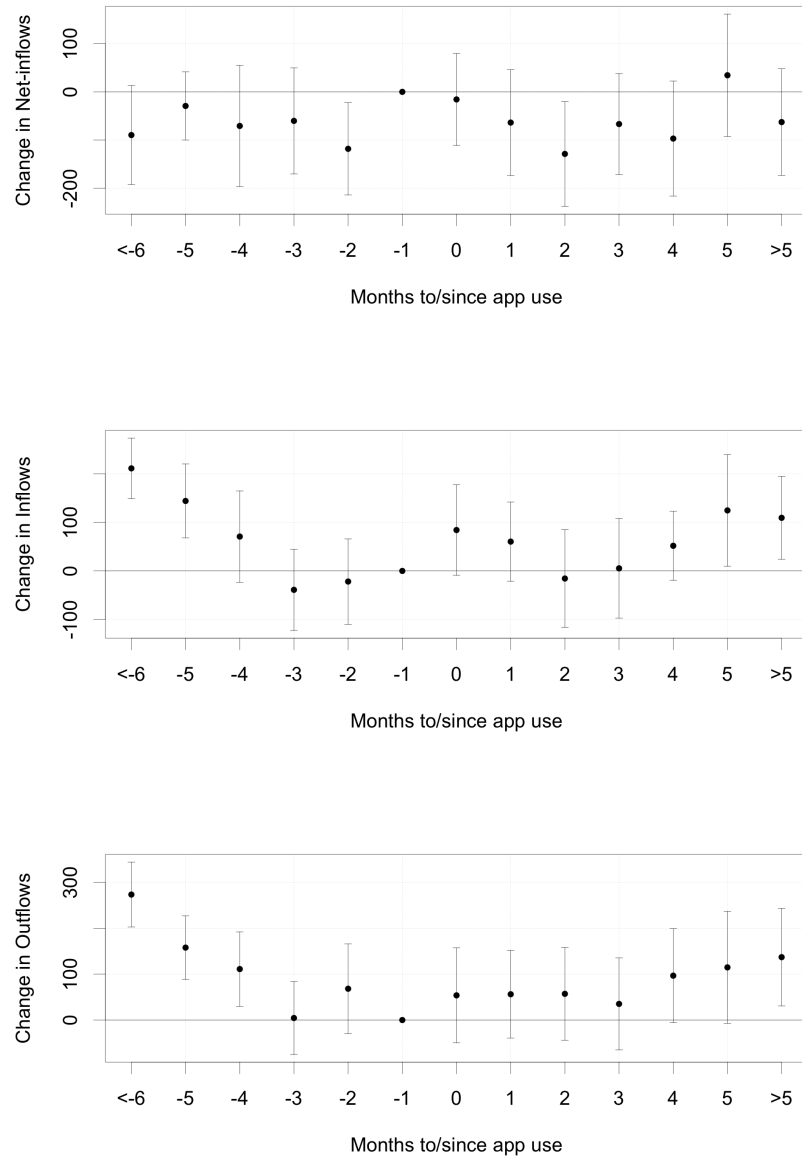 Change in Net-inflows
100
0
-200
<-6 -5 -4 -3 -2 -1 0 1 2 3 4 5 >5
Months to/since app use
Change in Inflows
100
0
-100
<-6 -5 -4 -3 -2 -1 0 1 2 3 4 5 >5
Months to/since app use
Change in Outflows
300
100
0
<-6 -5 -4 -3 -2 -1 0 1 2 3 4 5 >5
Months to/since app use